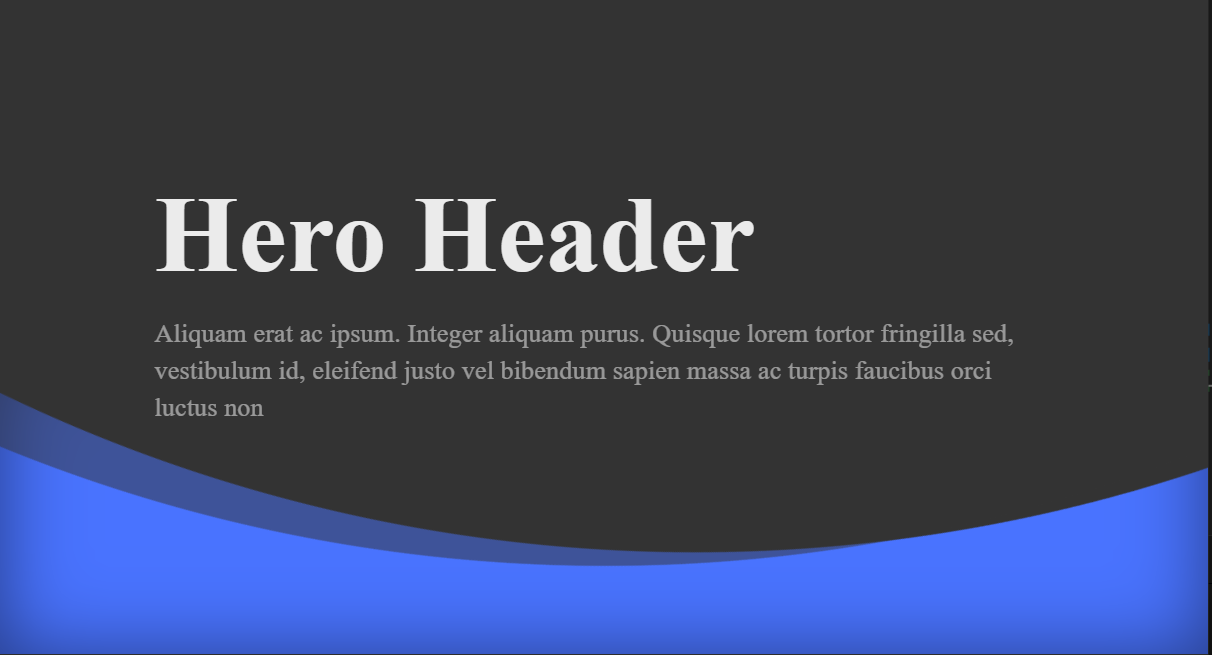 Hero Header
Aliquam erat ac ipsum. Integer aliquam purus. Quisque lorem tortor fringilla sed,
vestibulum id, eleifend justo vel bibendum sapien massa ac turpis faucibus orci
luctus non